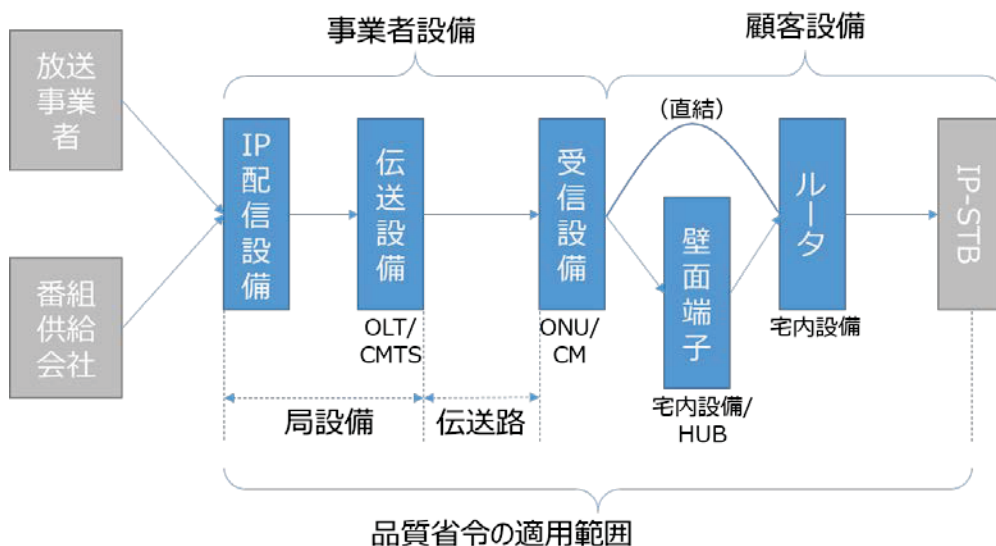 事業者設備
顧客設備
放送
事業
者
番組
供給
会社
IP配信設備
伝送設備
OLT/
CMTS
受信設備
ONU/
CM
（直結）
壁面端子
宅内設備/
HUB
ルータ
宅内設備
IP-STB
局設備
伝送路
品質省令の適用範囲